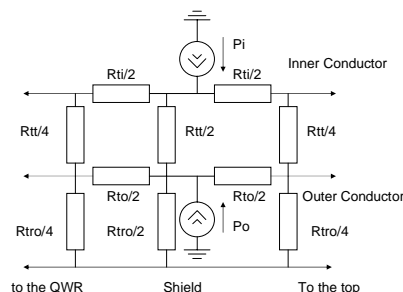 Pi
Rti/2 Rti/2 Inner Conductor
Rtt/4 Rtt/2 Rtt/4
Rto/2 Rto/2 Outer Conductor
Rtro/4 Rtro/2 Po Rtro/4
to the QWR Shield To the top